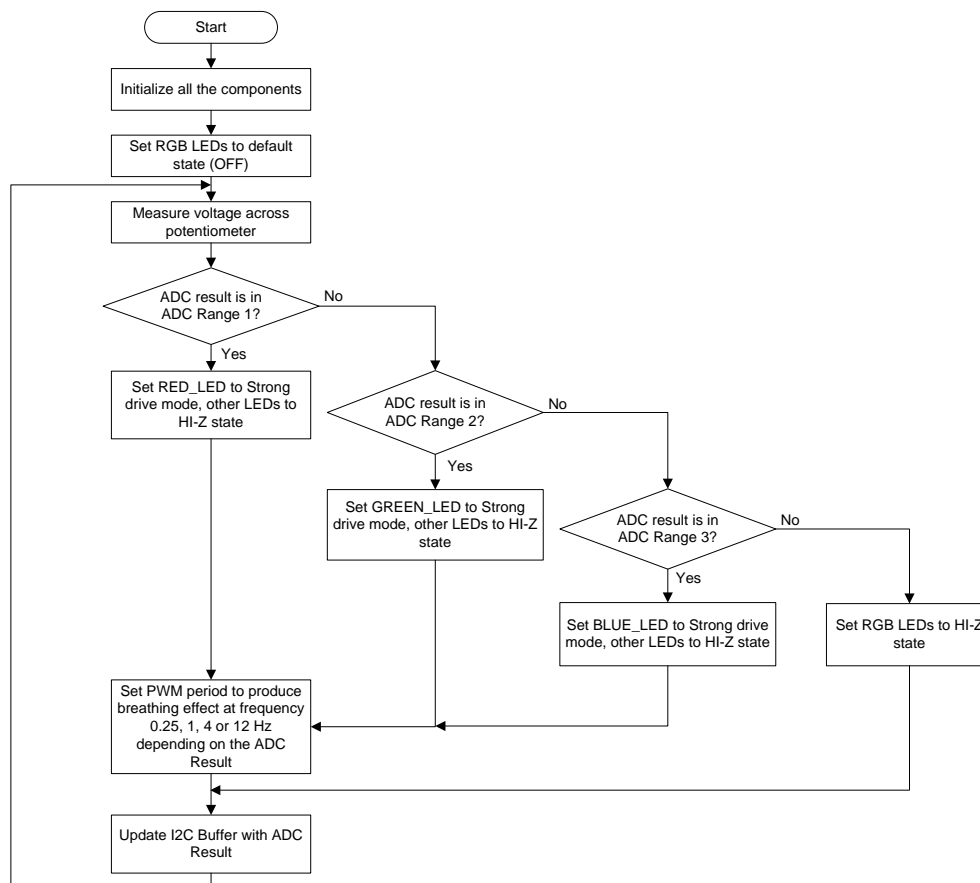 Start
Initialize all the components
Set RGB LEDs to default
state (OFF)
Measure voltage across
potentiometer
ADC result is in
ADC Range 1?
No
Yes
Set RED_LED to Strong
drive mode, other LEDs to
HI-Z state
ADC result is in
ADC Range 2?
No
Yes
Set GREEN_LED to Strong
drive mode, other LEDs to HI-Z
state
ADC result is in
ADC Range 3?
No
Yes
Set BLUE_LED to Strong drive
mode, other LEDs to HI-Z state
Set RGB LEDs to HI-Z
state
Set PWM period to produce
breathing effect at frequency
0.25, 1, 4 or 12 Hz
depending on the ADC
Result
Update I2C Buffer with ADC
Result